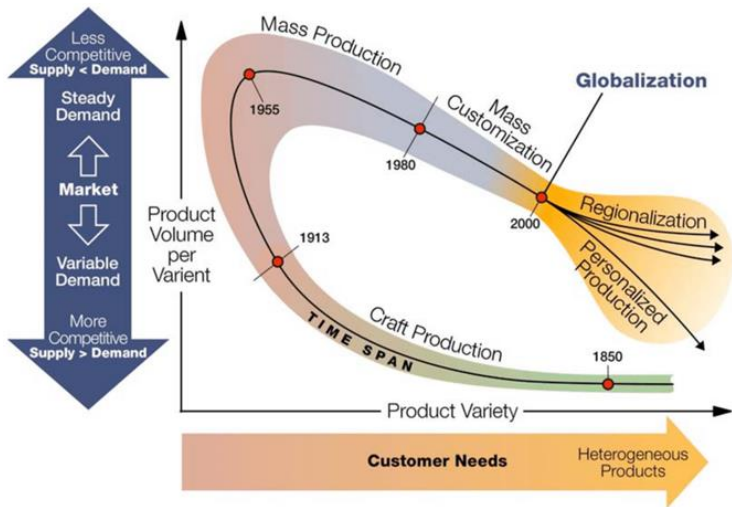 Less
Competitive
Supply < Demand
Steady
Demand
Market
Variable
Demand
More
Competitive
Supply > Demand
Mass Production
Globalization
1955
Mass
Customization
1980
2000
Regionalization
Personalized
Production
Product
Volume
per
Varient
1913
Craft Production
TIME SPAN
1850
Product Variety
Customer Needs
Heterogeneous
Products